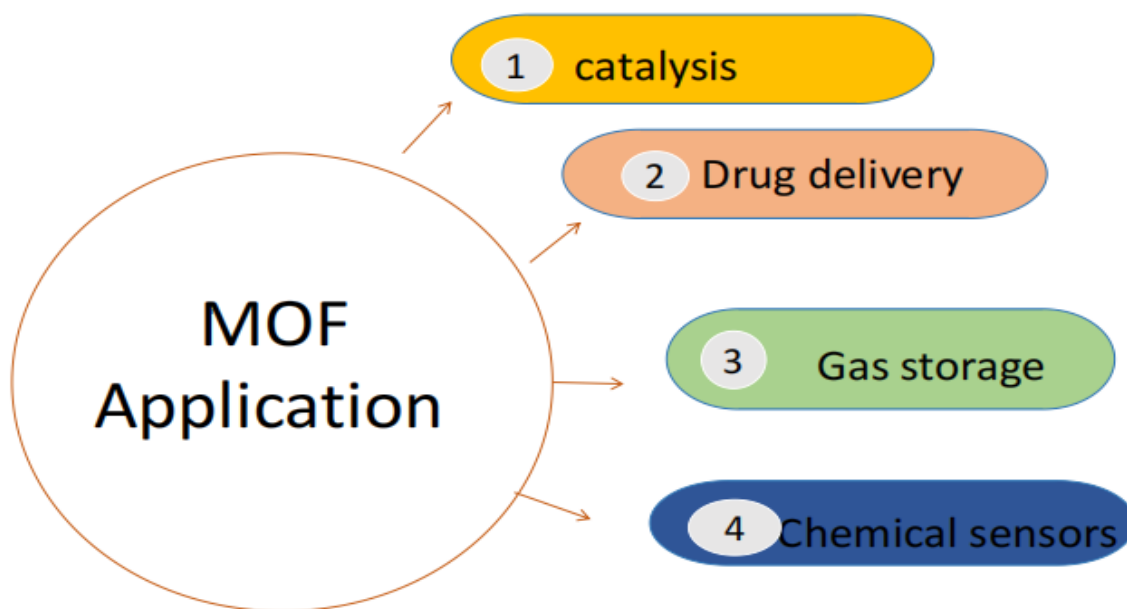 1 catalysis
2 Drug delivery
MOF
Application
3 Gas storage
4 Chemical sensors